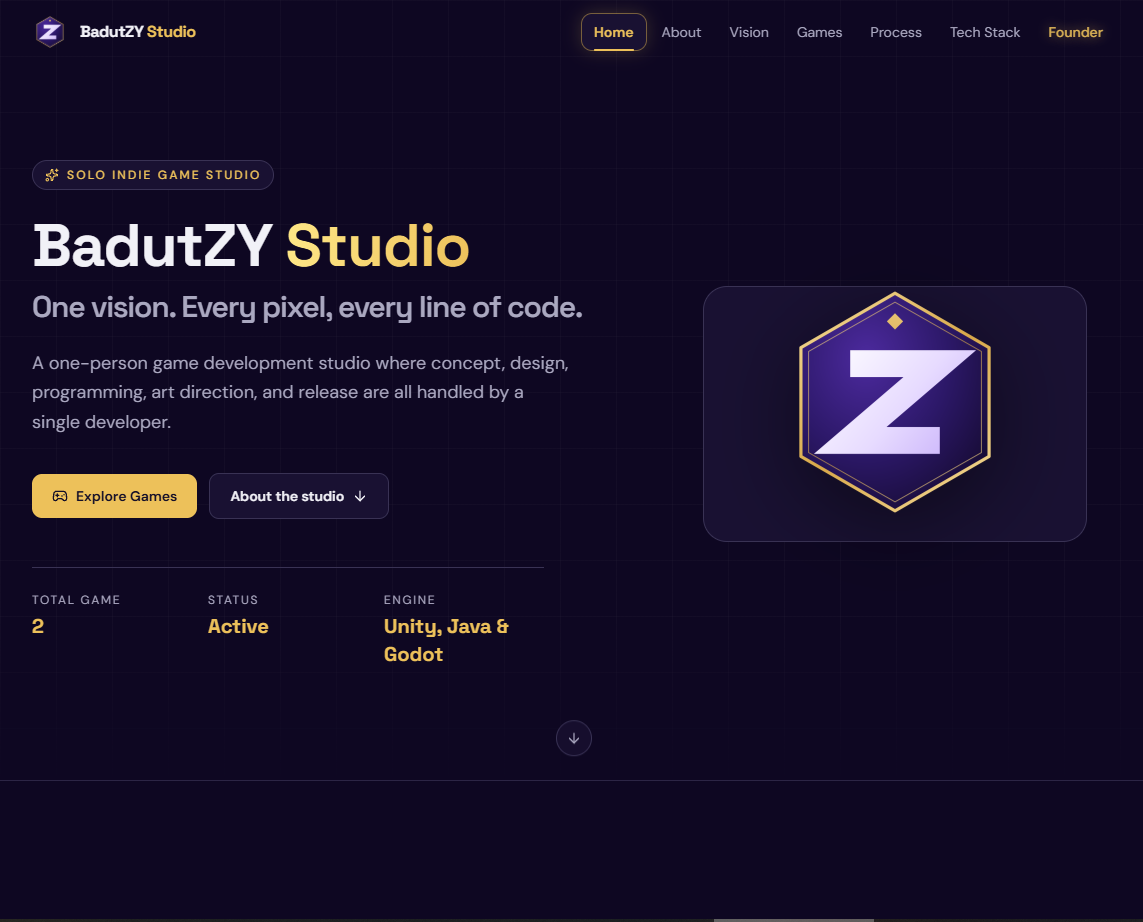 Z BadutZY Studio
Home About Vision Games Process Tech Stack Founder
SOLO INDIE GAME STUDIO
BadutZY Studio
One vision. Every pixel, every line of code.
A one-person game development studio where concept, design,
programming, art direction, and release are all handled by a
single developer.
Explore Games
About the studio
Z
TOTAL GAME
2
STATUS
Active
ENGINE
Unity, Java &
Godot